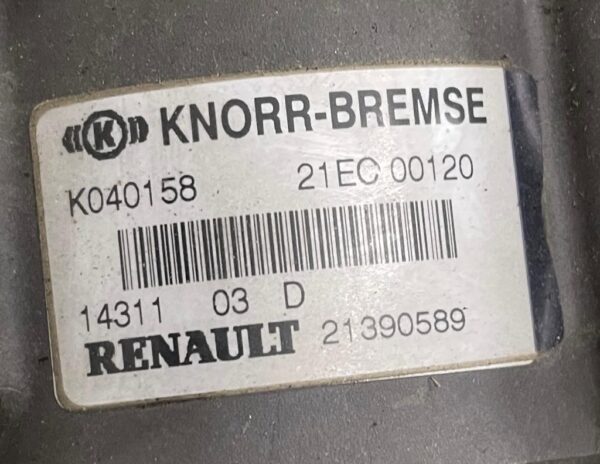 K KNORR-BREMSE
K040158 21EC 00120
14311 03 D
RENAULT 21390589